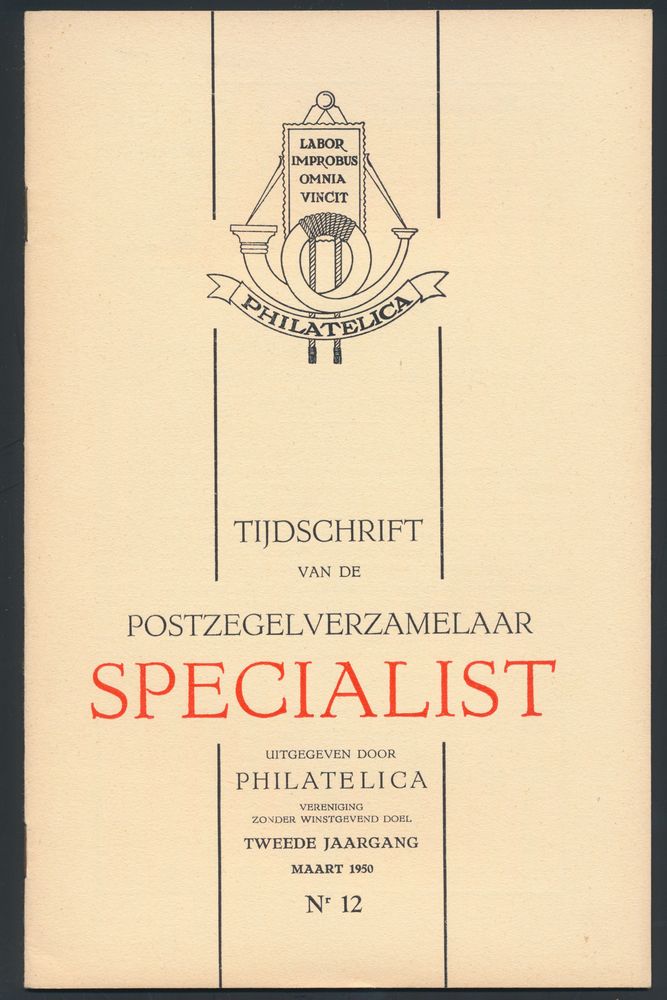 LABOR
IMPROBUS
OMNIA
VINCIT
PHILATELICA
TIJDSCHRIFT
VAN DE
POSTZEGELVERZAMELAAR
SPECIALIST
UITGEGEVEN DOOR
PHILATELICA
VERENIGING
ZONDER WINSTGEVEND DOEL
TWEEDE JAARGANG
MAART 1950
Nr 12